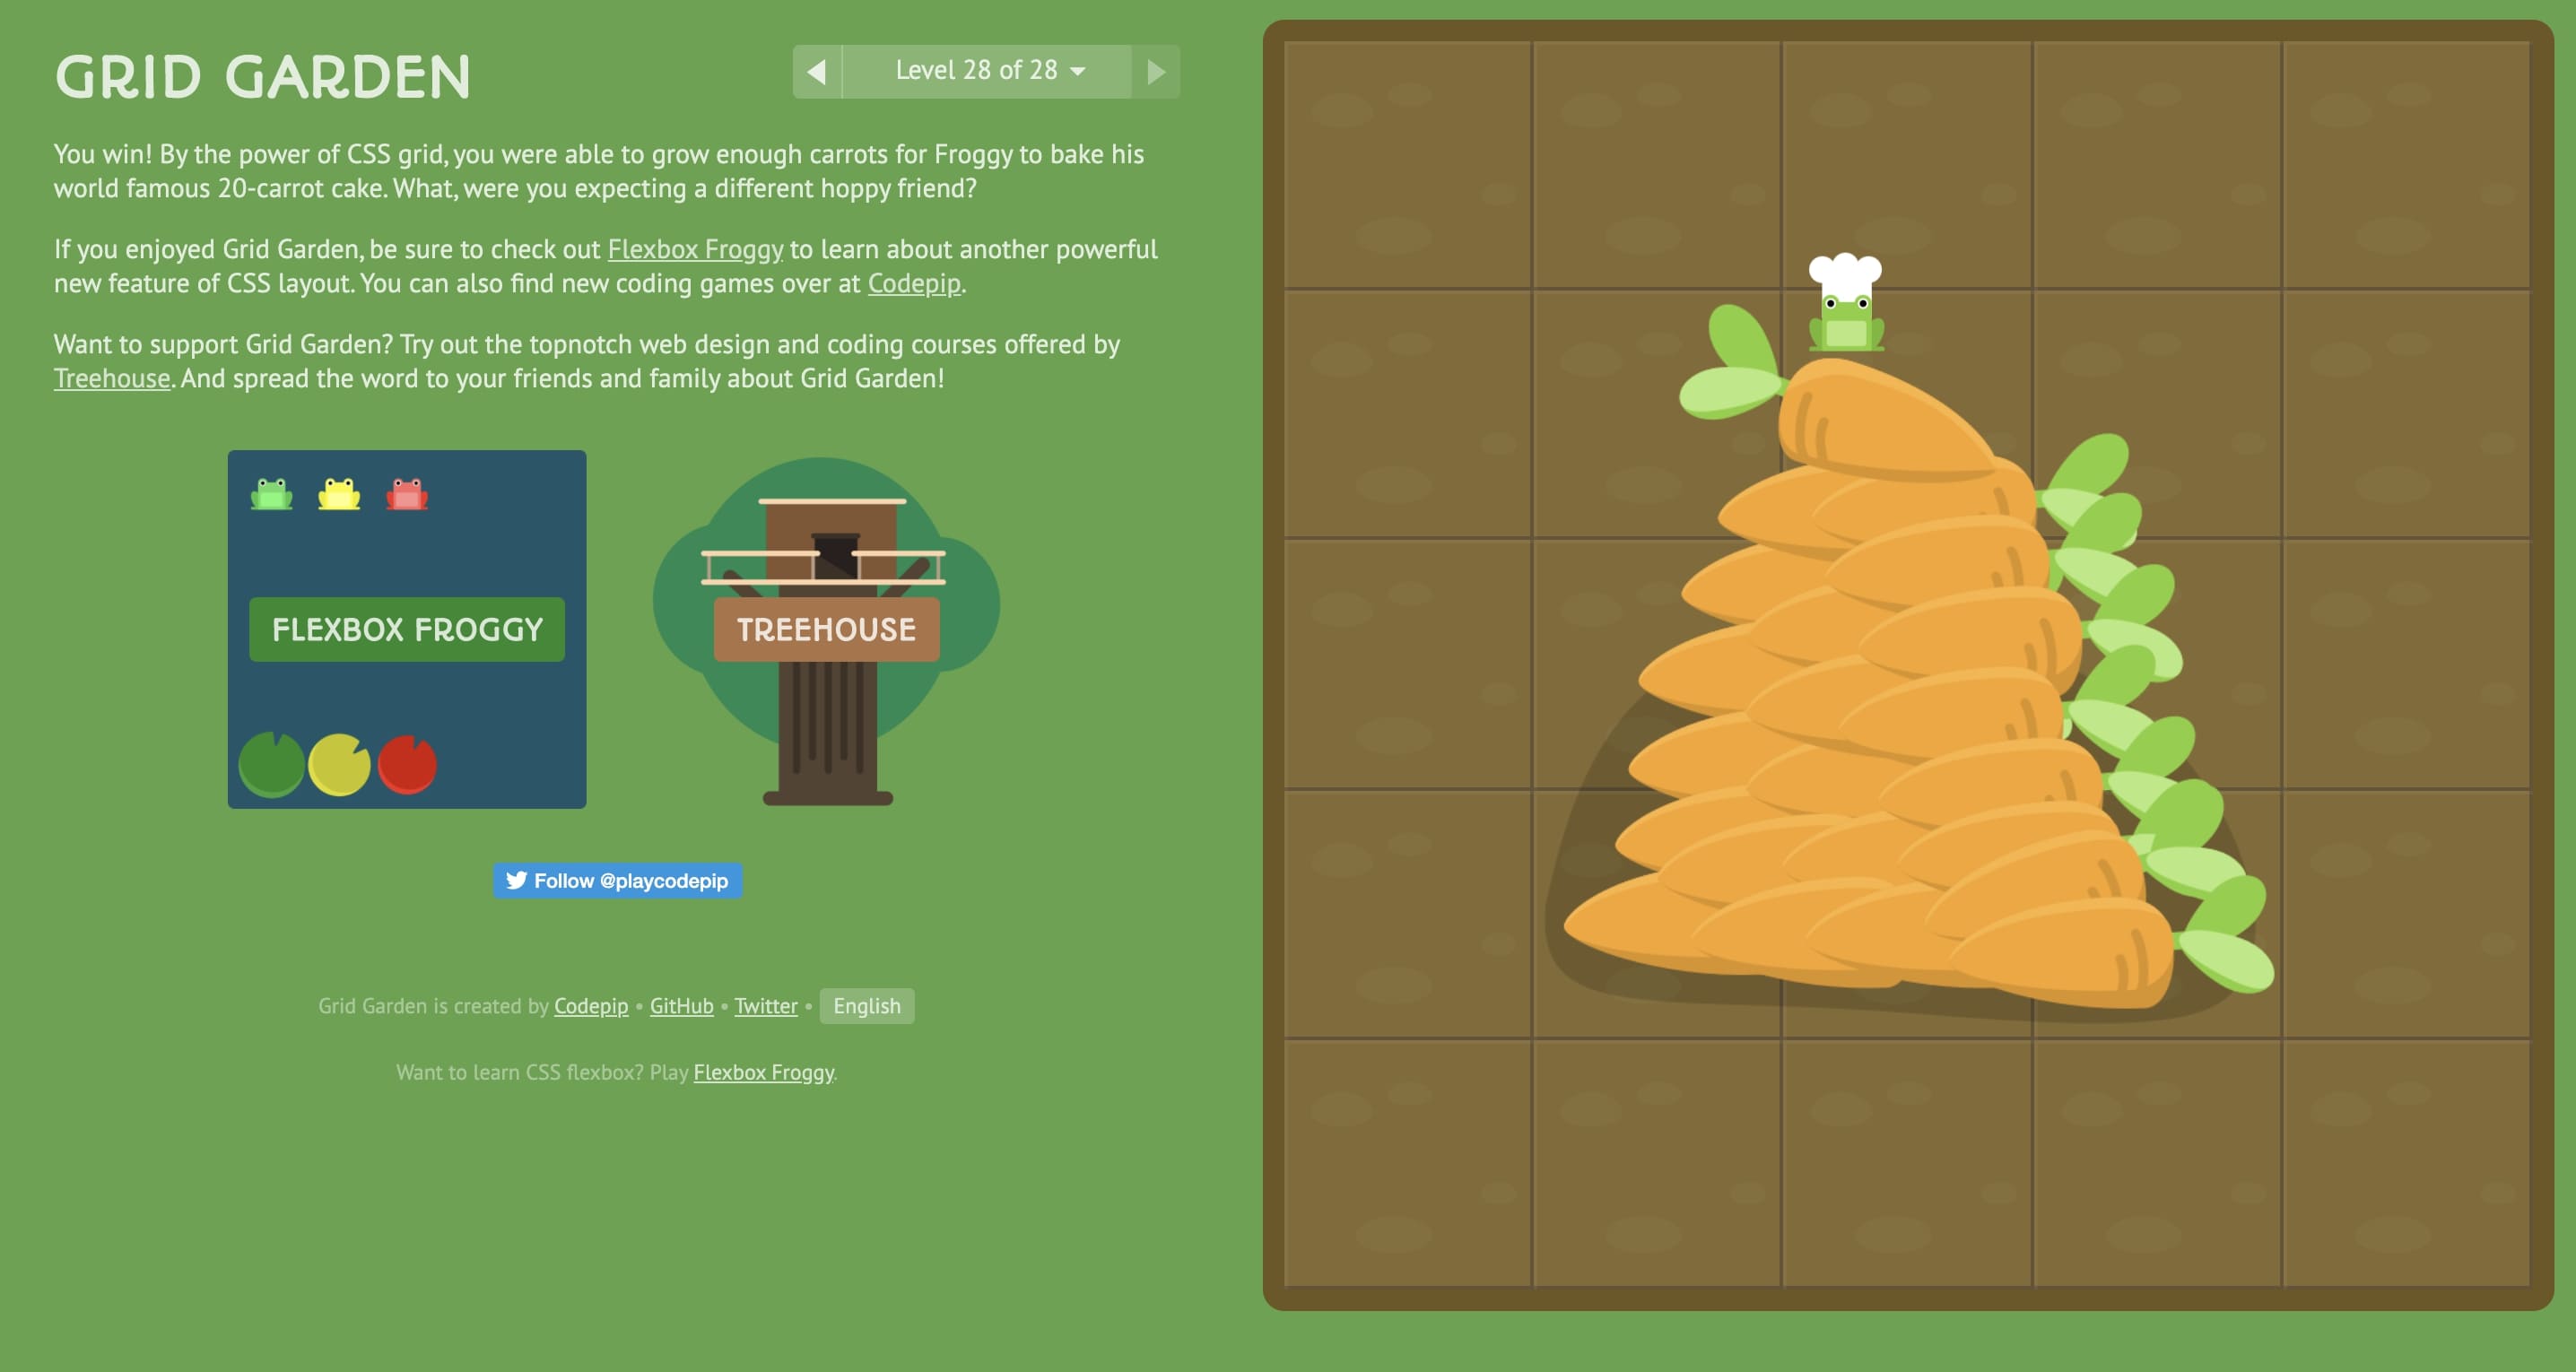 GRID GARDEN
Level 28 of 28
You win! By the power of CSS grid, you were able to grow enough carrots for Froggy to bake his
world famous 20-carrot cake. What, were you expecting a different hoppy friend?
If you enjoyed Grid Garden, be sure to check out Flexbox Froggy to learn about another powerful
new feature of CSS layout. You can also find new coding games over at Codepip.
Want to support Grid Garden? Try out the topnotch web design and coding courses offered by
Treehouse. And spread the word to your friends and family about Grid Garden!
FLEXBOX FROGGY
TREEHOUSE
Follow @playcodepip
Grid Garden is created by Codepip • GitHub • Twitter • English
Want to learn CSS flexbox? Play Flexbox Froggy.